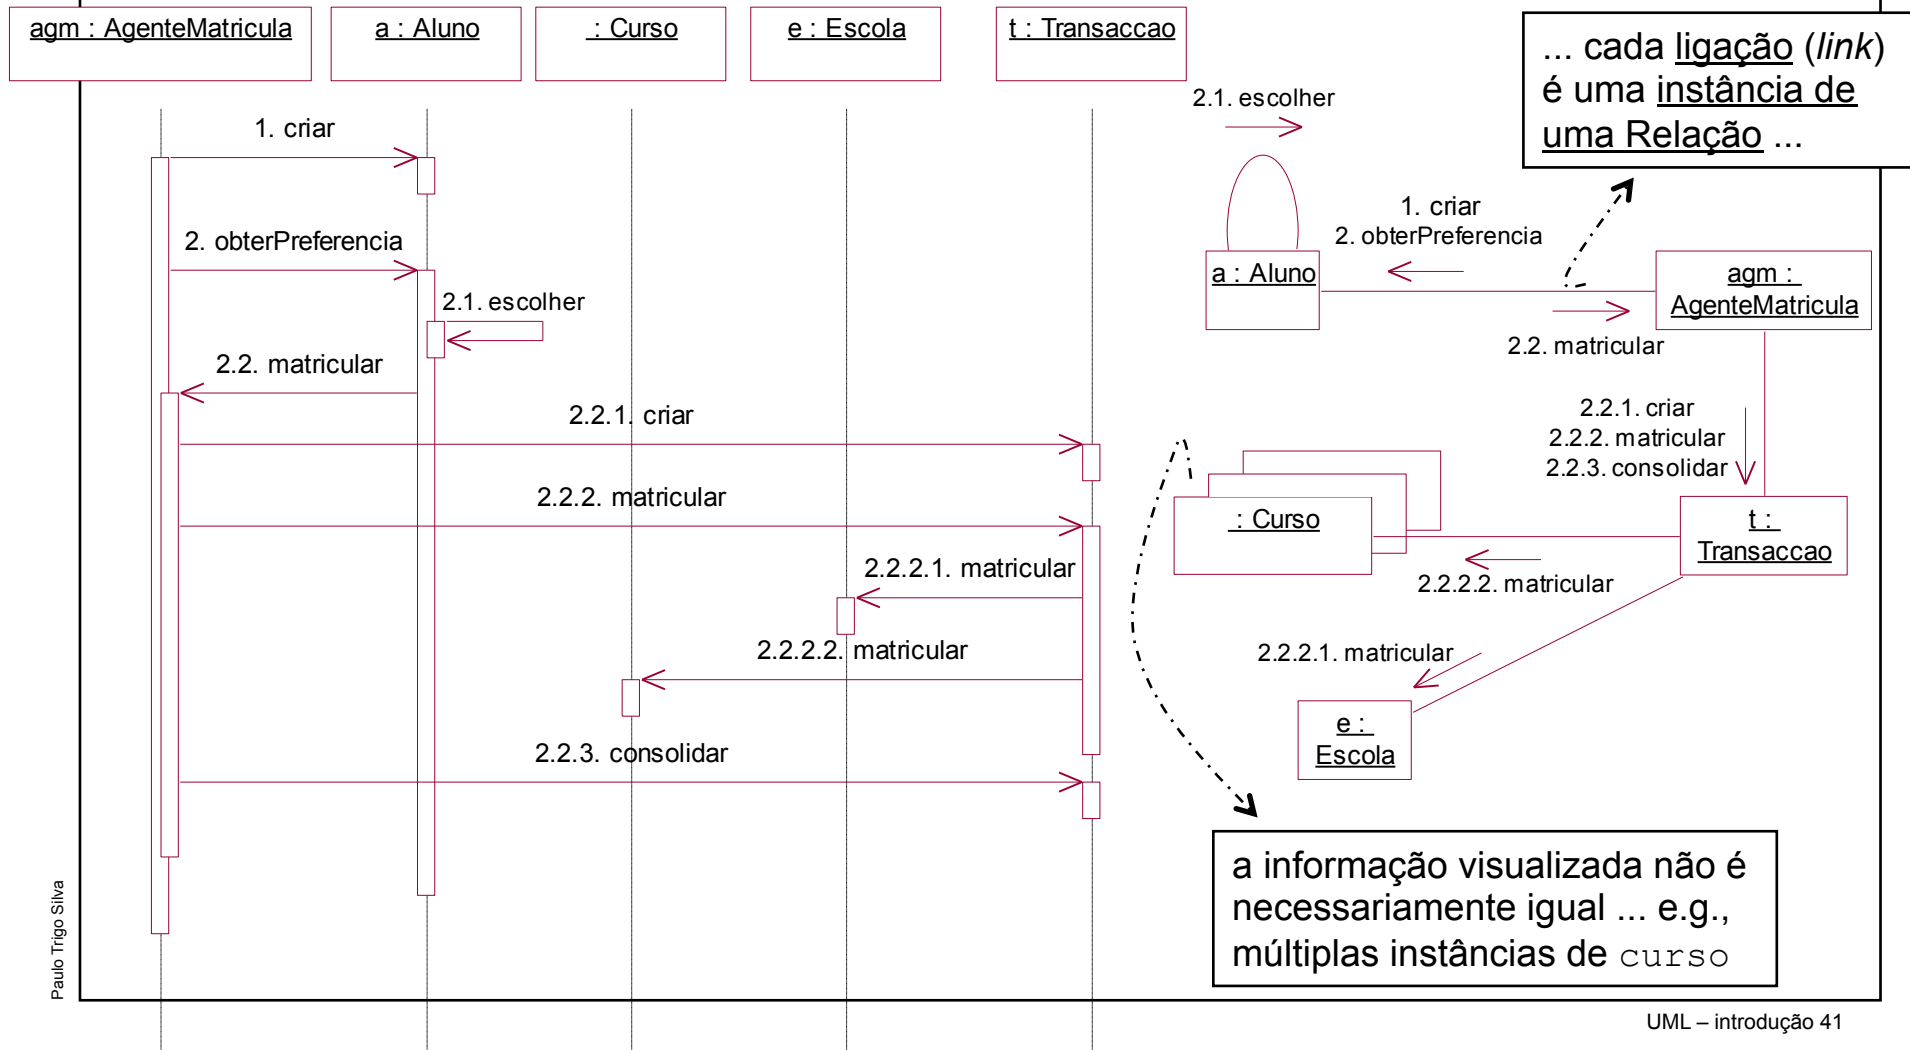 agm : AgenteMatricula
a : Aluno
: Curso
e : Escola
t : Transaccao
1. criar
2. obterPreferencia
2.1. escolher
2.2. matricular
2.2.1. criar
2.2.2. matricular
2.2.2.1. matricular
2.2.2.2. matricular
2.2.3. consolidar
... cada ligação (link)
é uma instância de
uma Relação ...
2.1. escolher
1. criar
2. obterPreferencia
a : Aluno
agm :
AgenteMatricula
2.2. matricular
2.2.1. criar
2.2.2. matricular
2.2.3. consolidar
: Curso
t :
Transaccao
2.2.2.2. matricular
2.2.2.1. matricular
e :
Escola
a informação visualizada não é
necessariamente igual ... e.g.,
múltiplas instâncias de curso
Paulo Trigo Silva
UML – introdução 41